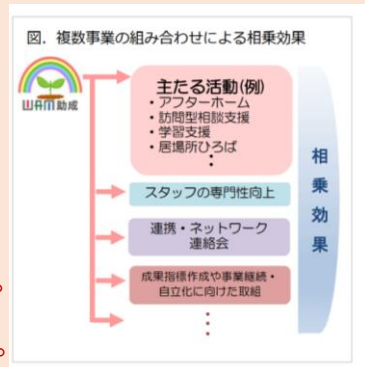 図．複数事業の組み合わせによる相乗効果
WAM助成
主たる活動(例)
・アフターホーム
・訪問型相談支援
・学習支援
・居場所ひろば
：
スタッフの専門性向上
連携・ネットワーク
連絡会
成果指標作成や事業継続・
自立化に向けた取組
相乗効果